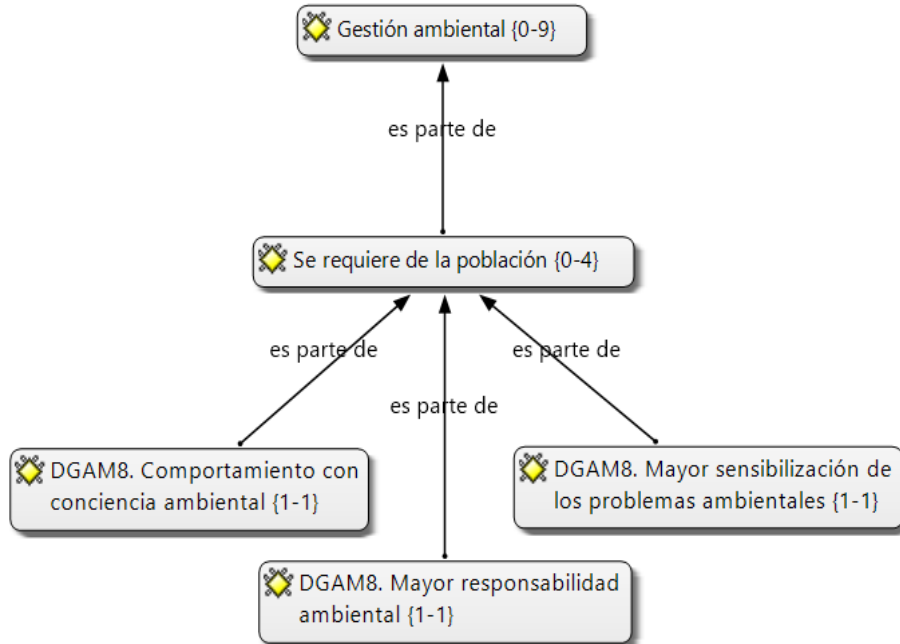 Gestión ambiental {0-9}
es parte de
Se requiere de la población {0-4}
es parte de
es parte de
es parte de
DGAM8. Comportamiento con
conciencia ambiental {1-1}
DGAM8. Mayor sensibilización de
los problemas ambientales {1-1}
DGAM8. Mayor responsabilidad
ambiental {1-1}